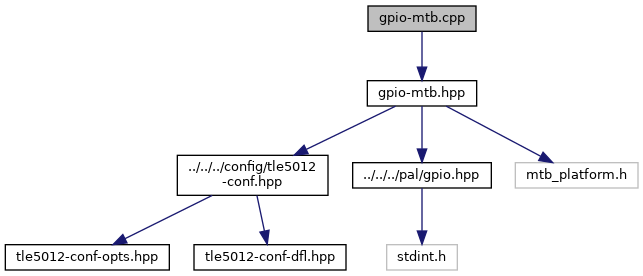 gpio-mtb.cpp
gpio-mtb.hpp
../../../config/tle5012
-conf.hpp
../../../pal/gpio.hpp
mtb_platform.h
tle5012-conf-opts.hpp
tle5012-conf-dfl.hpp
stdint.h